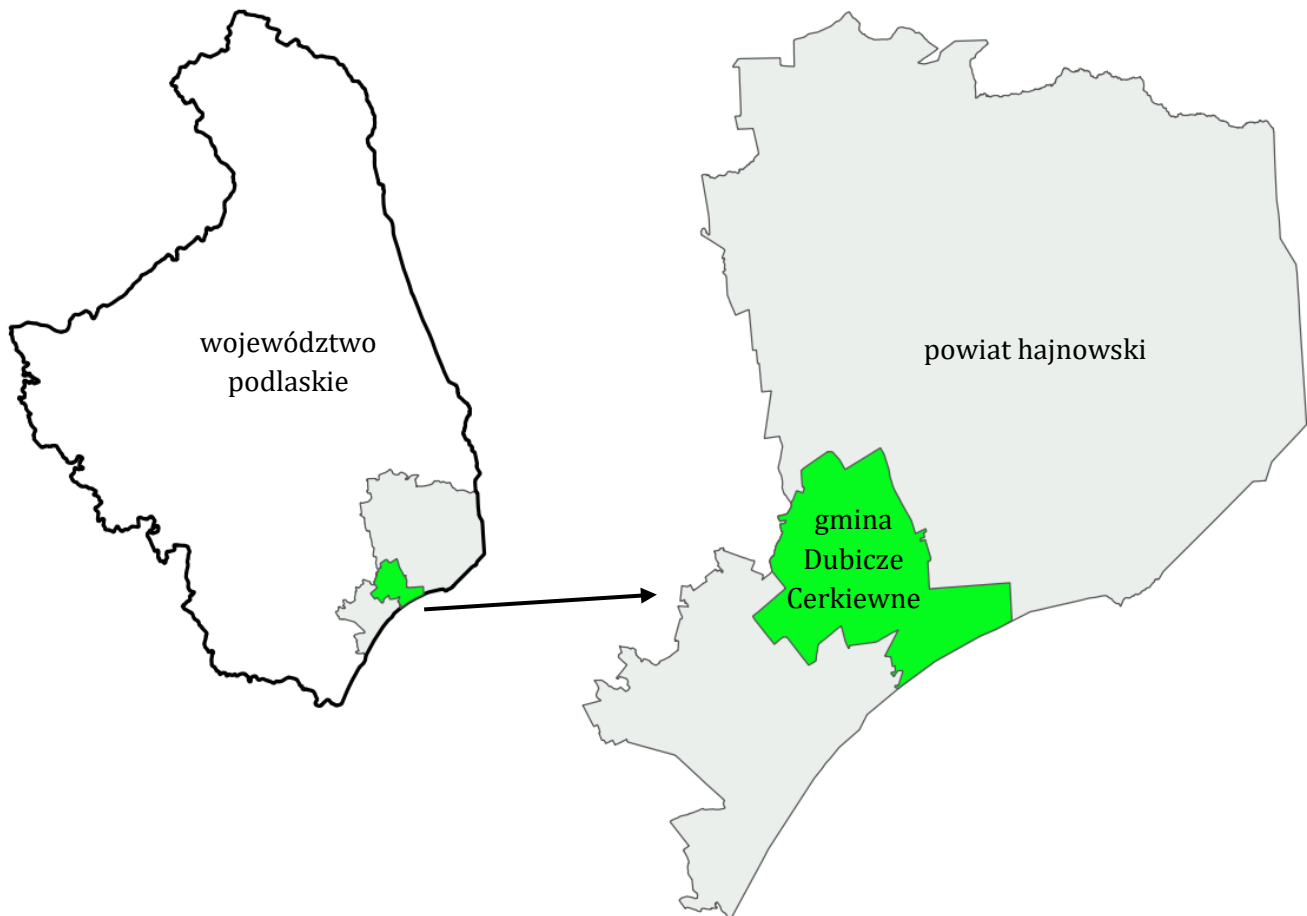 województwo
podlaskie
powiat hajnowski
gmina
Dubicze
Cerkiewne